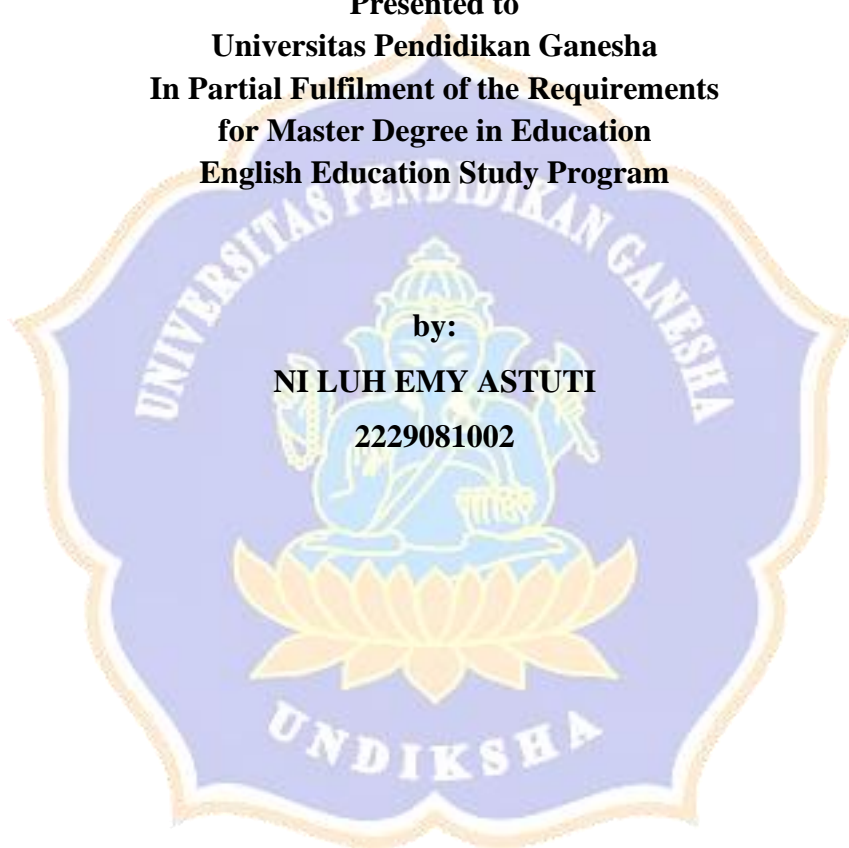 Presented to
Universitas Pendidikan Ganesha
In Partial Fulfilment of the Requirements
for Master Degree in Education
English Education Study Program
UNIVERSITAS PENDIDIKAN GANESHA
by:
NI LUH EMY ASTUTI
2229081002
UNDIKSHA